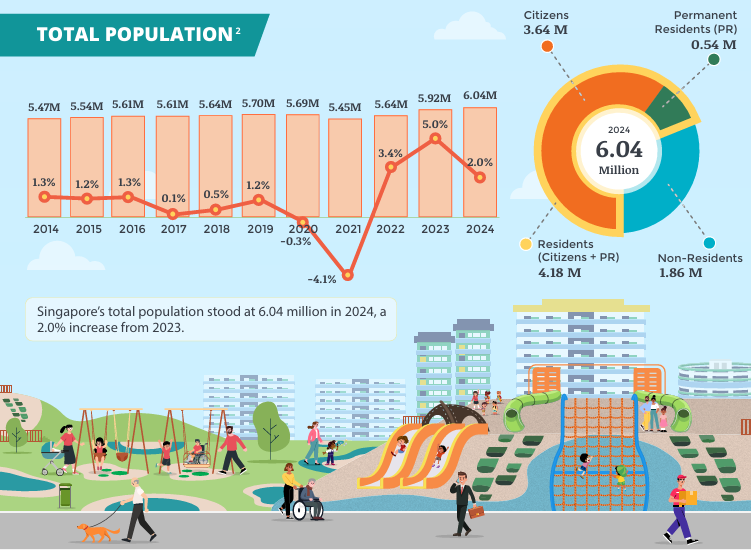 TOTAL POPULATION²
5.47M 5.54M 5.61M 5.61M 5.64M 5.70M 5.69M 5.45M 5.64M 5.92M 6.04M
1.3% 1.2% 1.3% 0.1% 0.5% 1.2% -0.3% -4.1% 3.4% 5.0% 2.0%
2014 2015 2016 2017 2018 2019 2020 2021 2022 2023 2024
Singapore's total population stood at 6.04 million in 2024, a
2.0% increase from 2023.
Citizens
3.64 M
Permanent
Residents (PR)
0.54 M
2024
6.04
Million
Residents
(Citizens + PR)
4.18 M
Non-Residents
1.86 M